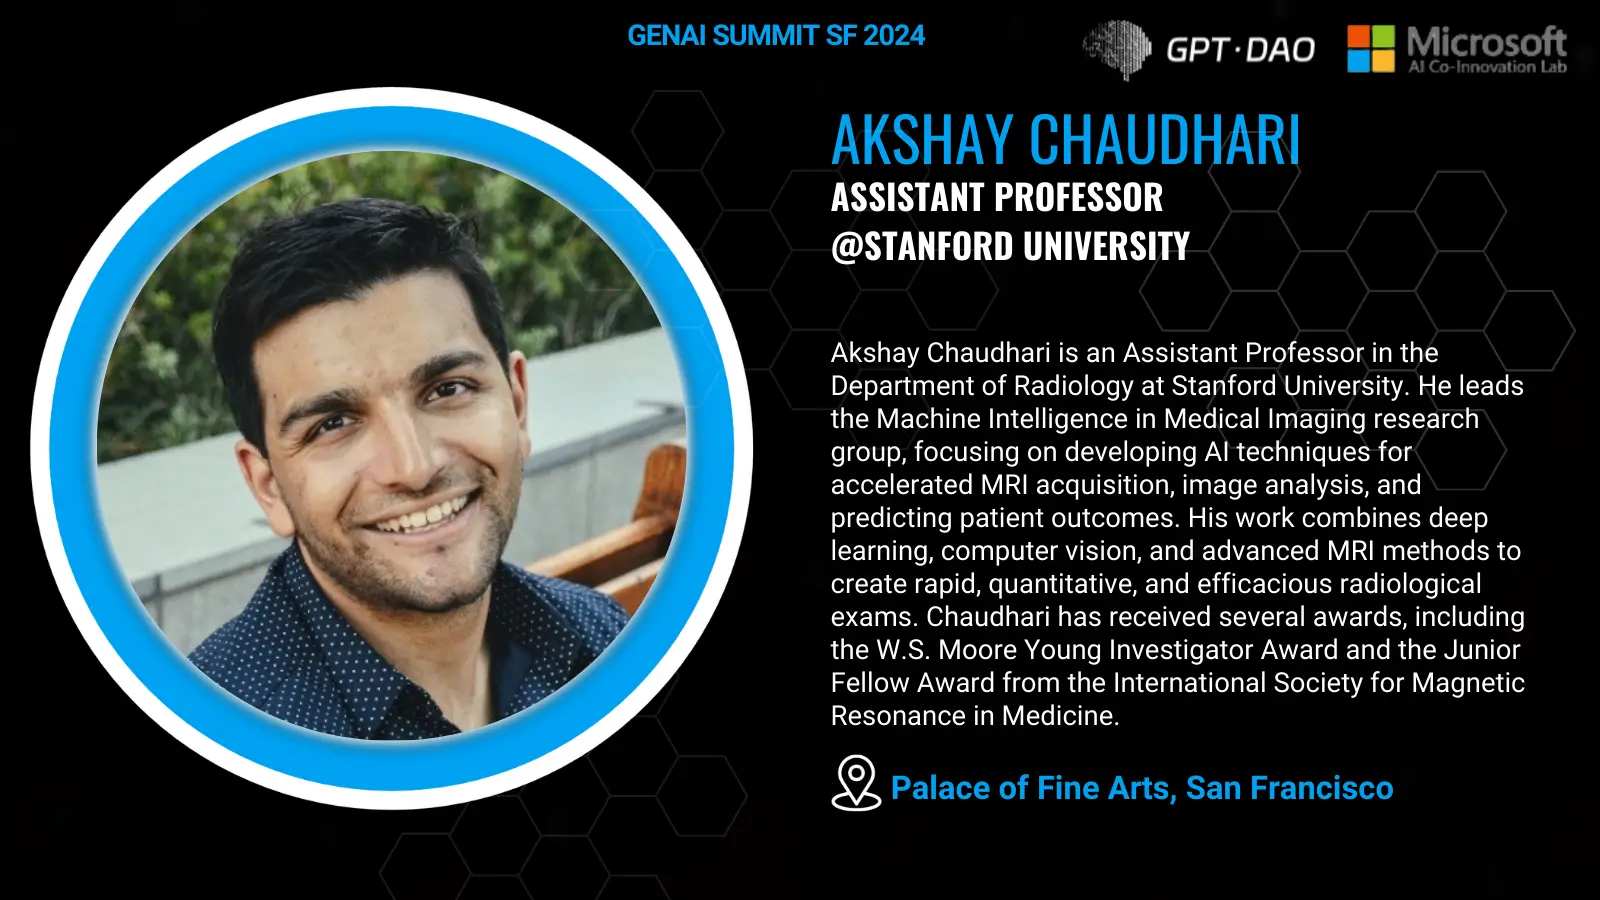 GENAI SUMMIT SF 2024
GPT·DAO
Microsoft
AI Co-Innovation Lab
AKSHAY CHAUDHARI
ASSISTANT PROFESSOR
@STANFORD UNIVERSITY
Akshay Chaudhari is an Assistant Professor in the
Department of Radiology at Stanford University. He leads
the Machine Intelligence in Medical Imaging research
group, focusing on developing AI techniques for
accelerated MRI acquisition, image analysis, and
predicting patient outcomes. His work combines deep
learning, computer vision, and advanced MRI methods to
create rapid, quantitative, and efficacious radiological
exams. Chaudhari has received several awards, including
the W.S. Moore Young Investigator Award and the Junior
Fellow Award from the International Society for Magnetic
Resonance in Medicine.
Palace of Fine Arts, San Francisco